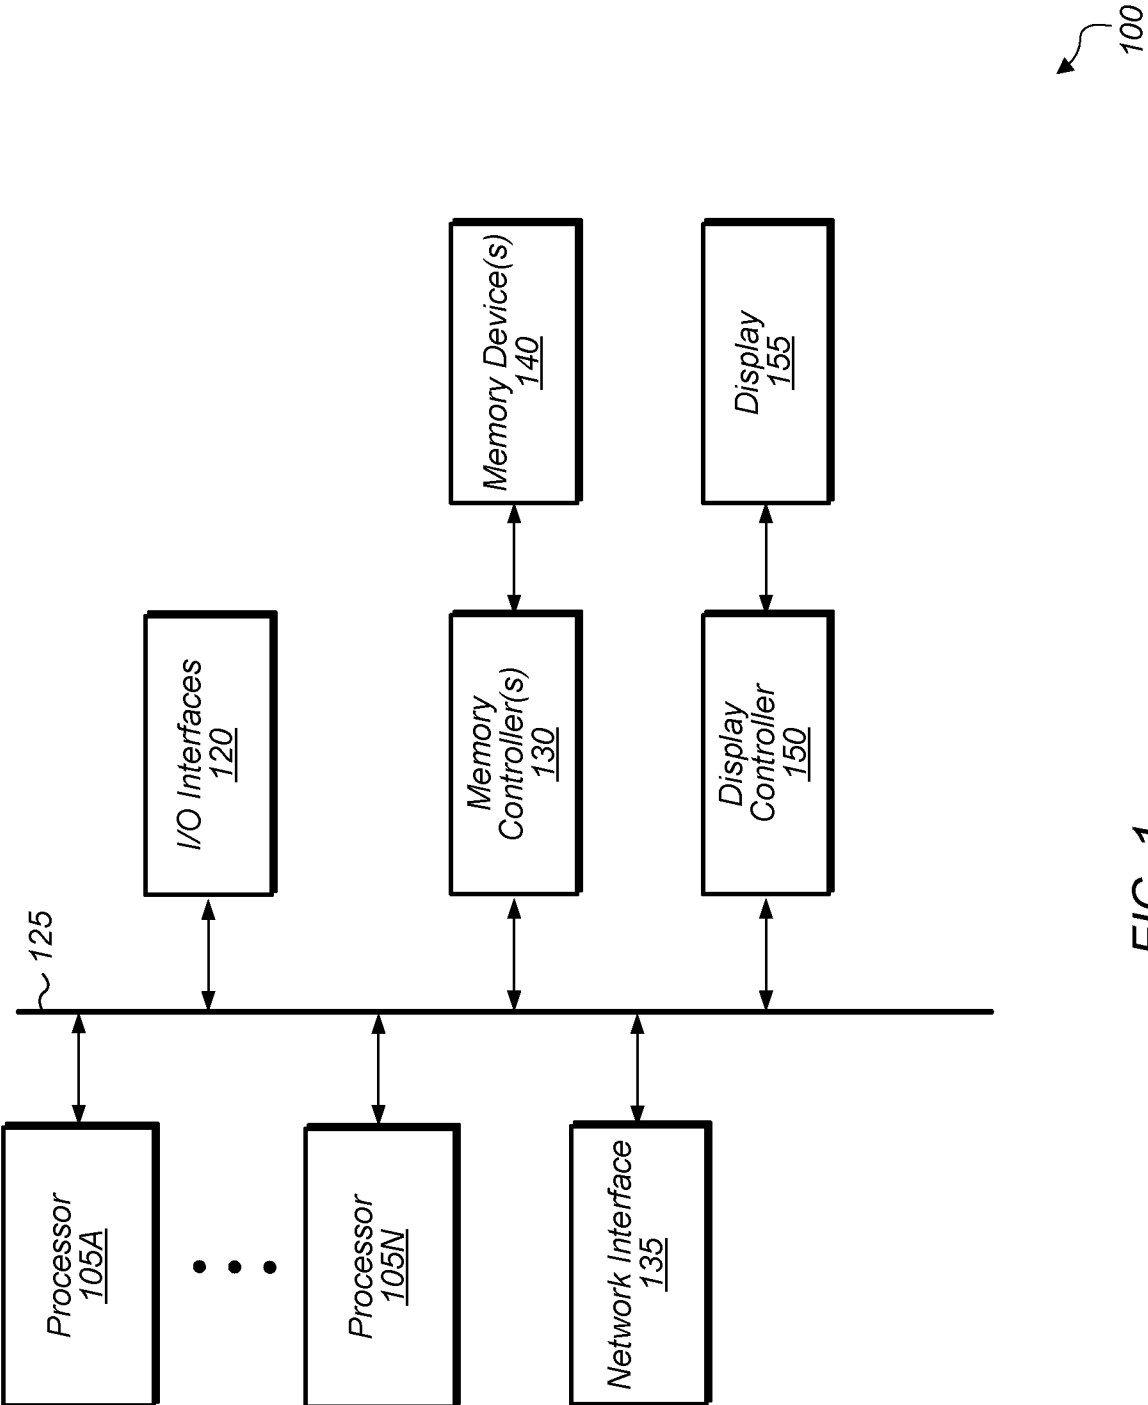 100
Processor
105A
Processor
105N
Network Interface
135
125
I/O Interfaces
120
Memory
Controller(s)
130
Display
Controller
150
Memory Device(s)
140
Display
155
FIG. 1